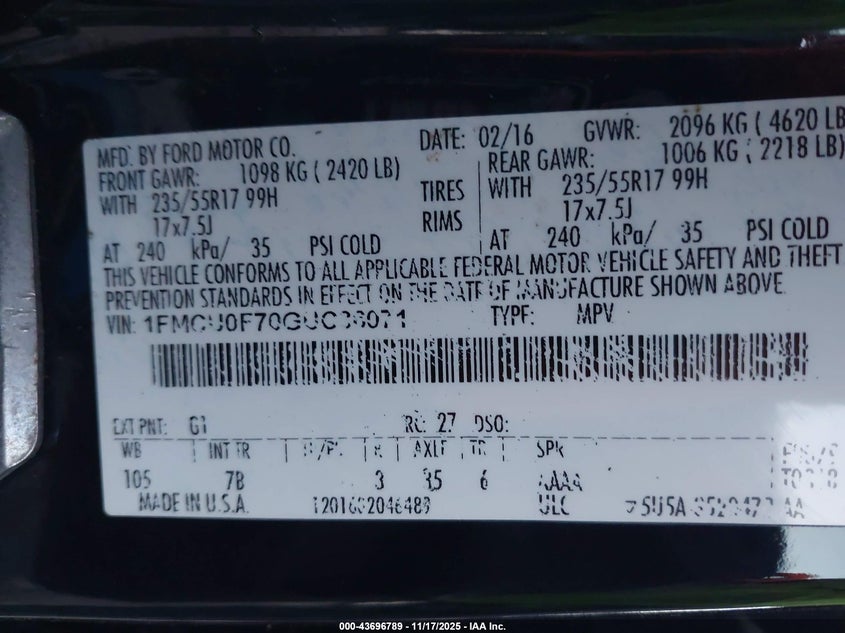 MFD. BY FORD MOTOR CO.
DATE: 02/16 GVWR: 2096 KG ( 4620 LB
FRONT GAWR: 1098 KG ( 2420 LB)
REAR GAWR: 1006 KG ( 2218 LB)
WITH 235/55R17 99H TIRES WITH 235/55R17 99H
17x7.5J RIMS 17x7.5J
AT 240 kPa/ 35 PSI COLD AT 240 kPa/ 35 PSI COLD
THIS VEHICLE CONFORMS TO ALL APPLICABLE FEDERAL MOTOR VEHICLE SAFETY AND THEFT
PREVENTION STANDARDS IN EFFECT ON THE DATE OF MANUFACTURE SHOWN ABOVE.
VIN: TYPE: MPV
EXT PNT: G1 RC: 27 DSO:
WB INT TR R AXLE TR SPR
105 7B 3 35 6 AAAA
MADE IN U.S.A. ULC
000-43696789 - 11/17/2025 - IAA Inc.